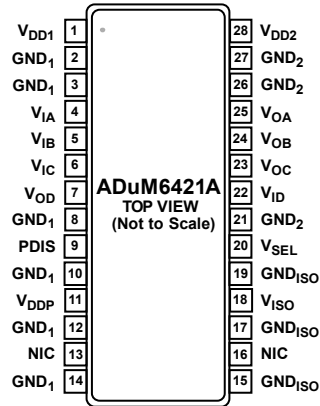 VDD1 1 28 VDD2
GND1 2 27 GND2
GND1 3 26 GND2
VIA 4 25 VOA
VIB 5 24 VOB
VIC 6 23 VOC
VOD 7 ADuM6421A 22 VID
TOP VIEW
GND1 8 (Not to Scale) 21 GND2
PDIS 9 20 VSEL
GND1 10 19 GNDISO
VDDP 11 18 VISO
GND1 12 17 GNDISO
NIC 13 16 NIC
GND1 14 15 GNDISO